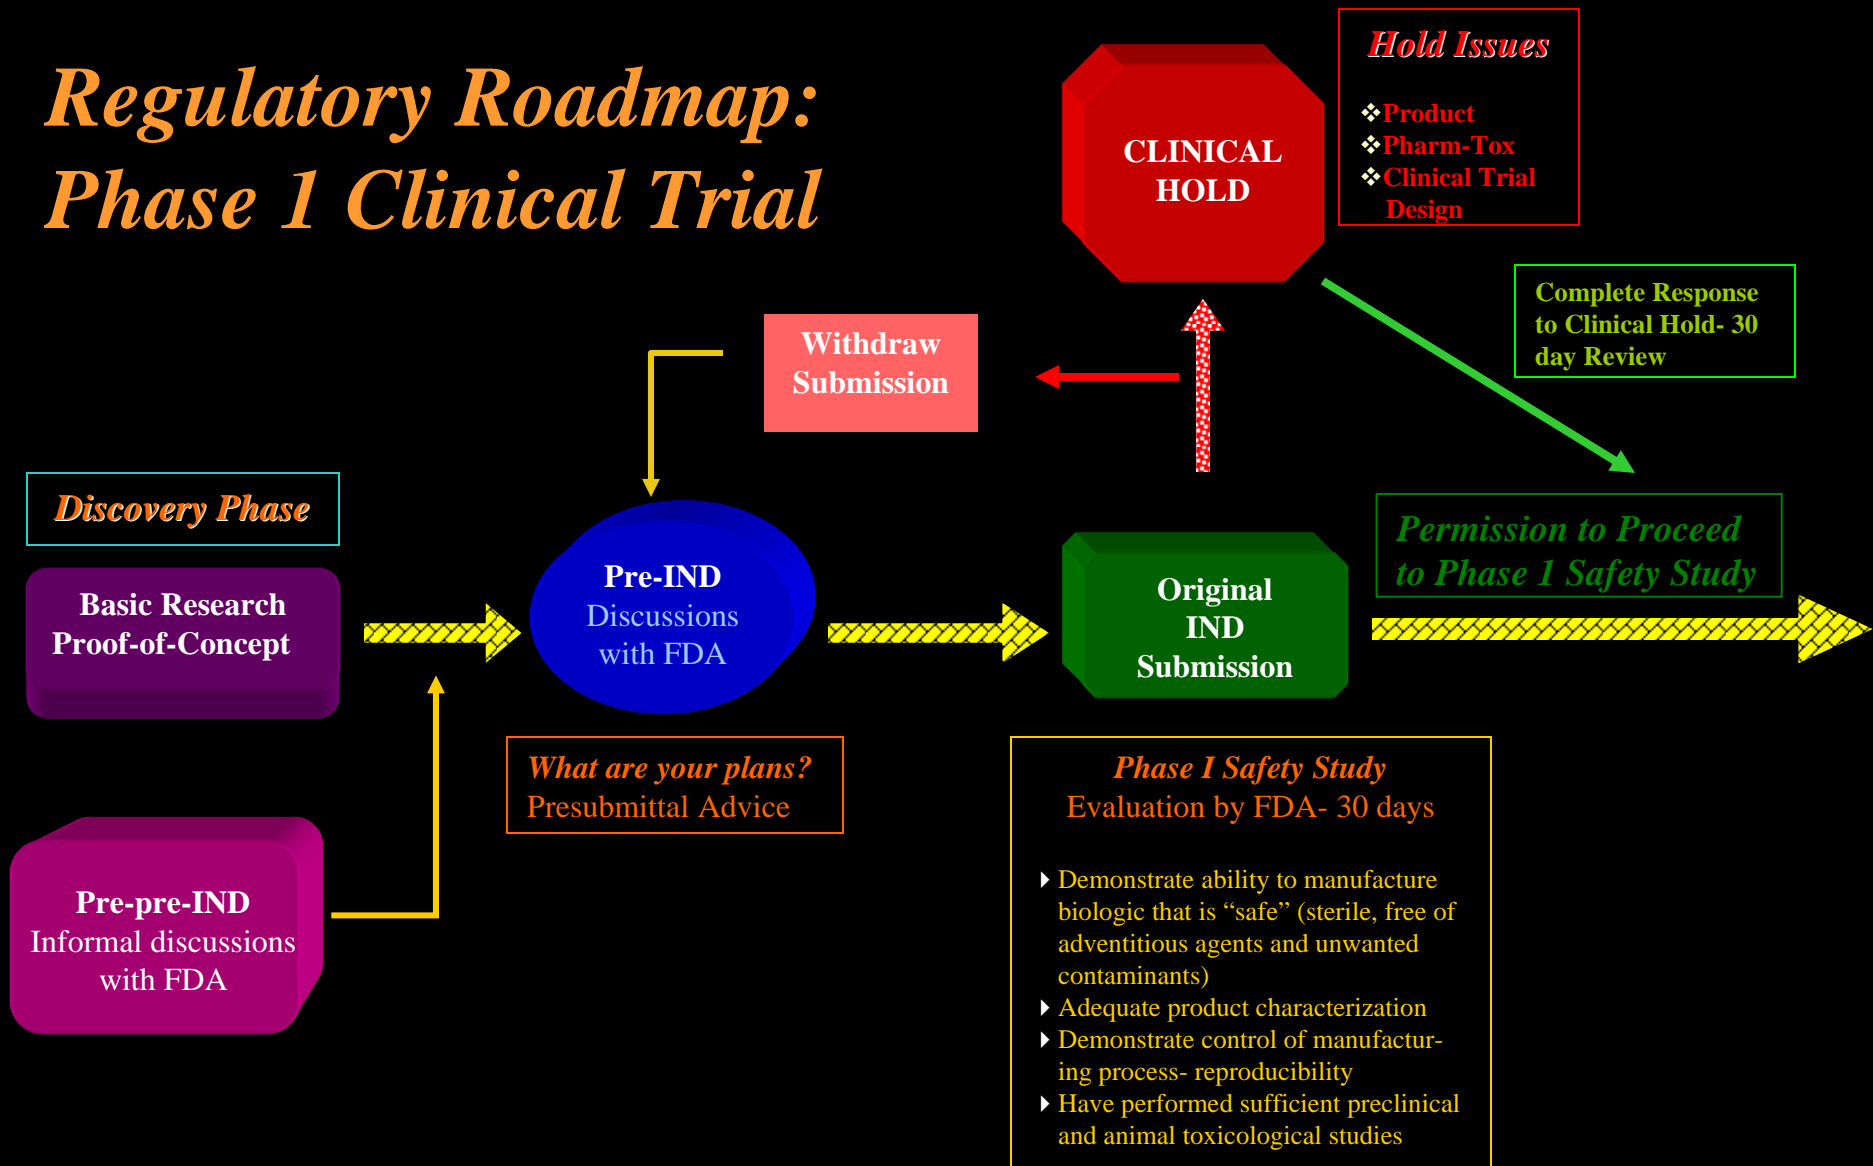 Regulatory Roadmap:
Phase 1 Clinical Trial
CLINICAL
HOLD
Hold Issues
❖Product
❖Pharm-Tox
❖Clinical Trial
Design
Complete Response
to Clinical Hold- 30
day Review
Withdraw
Submission
Discovery Phase
Basic Research
Proof-of-Concept
Pre-IND
Discussions
with FDA
Original
IND
Submission
Permission to Proceed
to Phase 1 Safety Study
What are your plans?
Presubmittal Advice
Pre-pre-IND
Informal discussions
with FDA
Phase I Safety Study
Evaluation by FDA- 30 days
Demonstrate ability to manufacture
biologic that is “safe” (sterile, free of
adventitious agents and unwanted
contaminants)
Adequate product characterization
Demonstrate control of manufactur-
ing process- reproducibility
Have performed sufficient preclinical
and animal toxicological studies